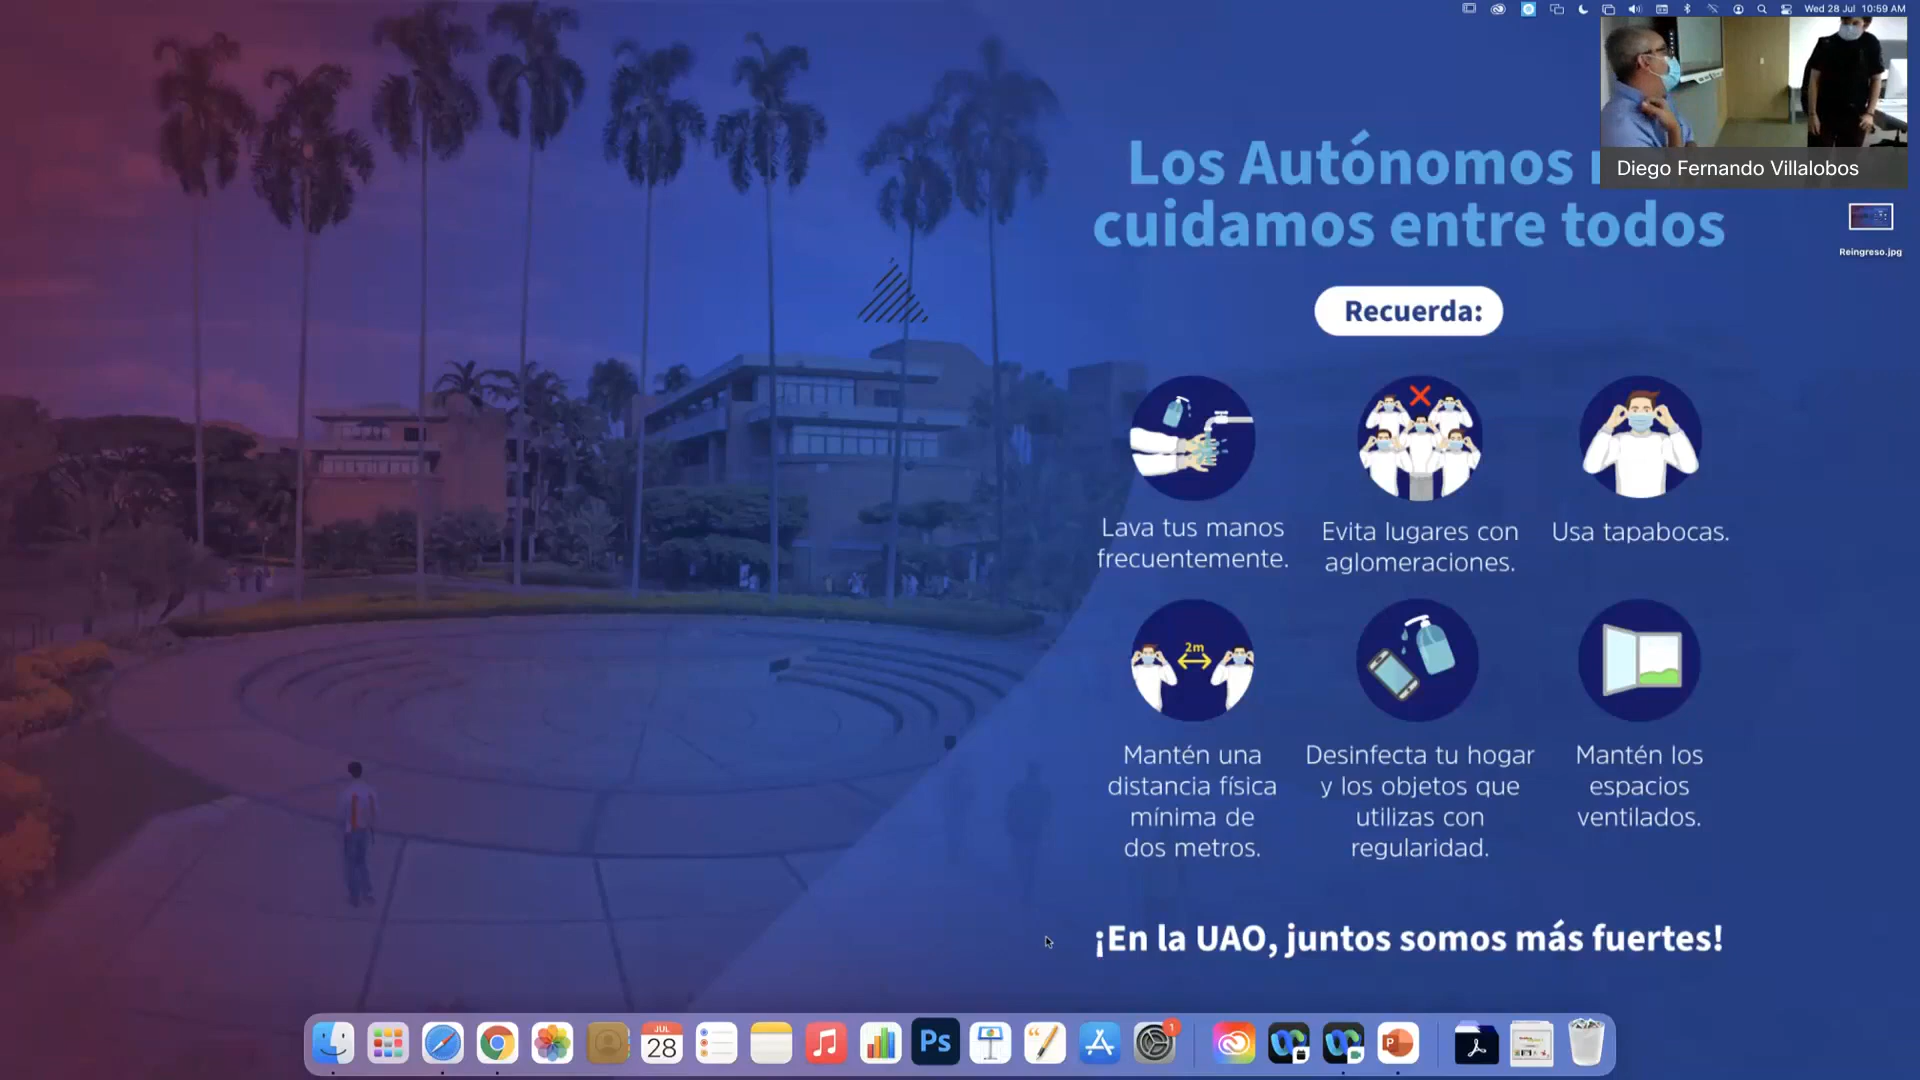 Wed 28 Jul 10:59 AM
Diego Fernando Villalobos
Reingreso.jpg
Los Autónomos
cuidamos entre todos
Recuerda:
Lava tus manos
frecuentemente.
Evita lugares con
aglomeraciones.
Usa tapabocas.
2m
Mantén una
distancia física
mínima de
dos metros.
Desinfecta tu hogar
y los objetos que
utilizas con
regularidad.
Mantén los
espacios
ventilados.
¡En la UAO, juntos somos más fuertes!
JUL
28
Ps
1
P